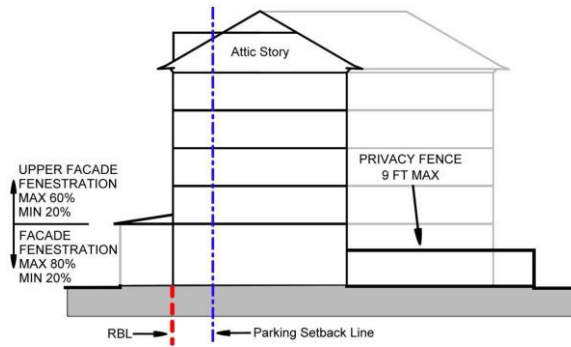 Attic Story
PRIVACY FENCE
9 FT MAX
UPPER FACADE
FENESTRATION
MAX 60%
MIN 20%
FACADE
FENESTRATION
MAX 80%
MIN 20%
RBL
Parking Setback Line